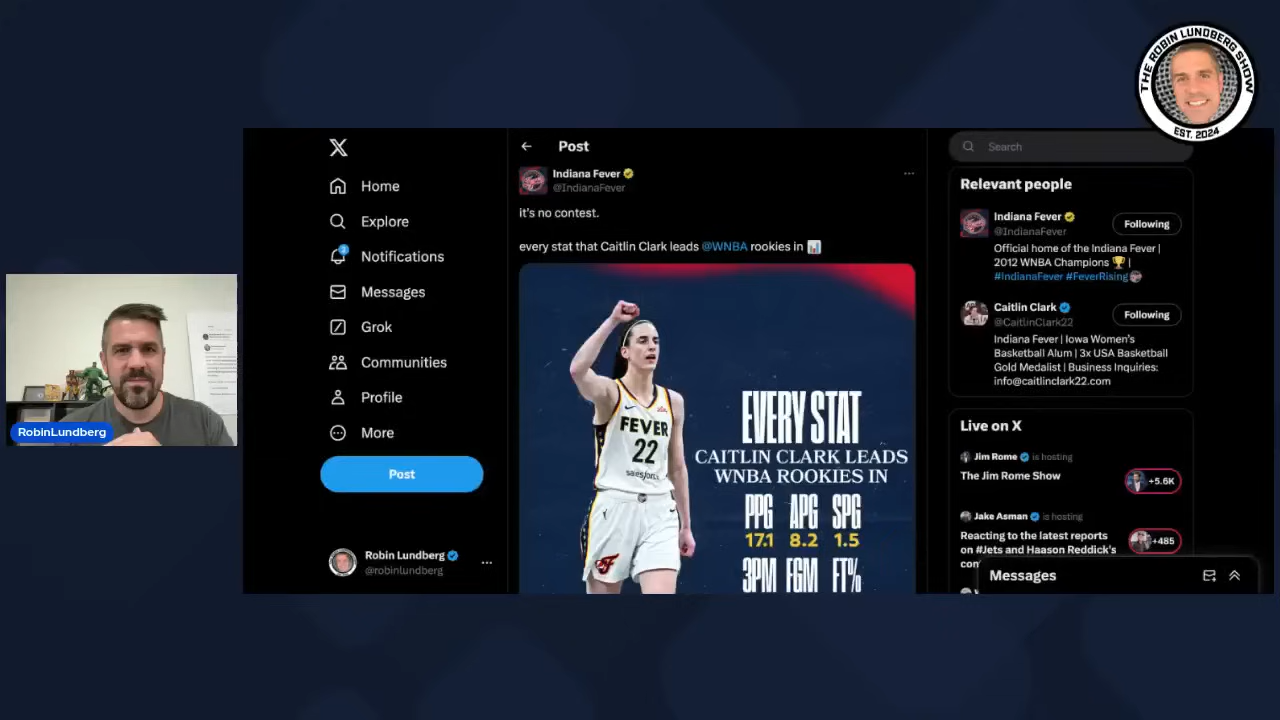 THE ROBIN LUNDBERG SHOW
EST. 2024
RobinLundberg
X
Home
Explore
2
Notifications
Messages
Grok
Communities
Profile
More
Post
Robin Lundberg
@robinlundberg
Post
Indiana Fever
@IndianaFever
it's no contest.
every stat that Caitlin Clark leads @WNBA rookies in
FEVER
22
salesforce
EVERY STAT
CAITLIN CLARK LEADS
WNBA ROOKIES IN
PPG APG SPG
17.1 8.2 1.5
3PM FGM FT%
Search
Relevant people
Indiana Fever
@IndianaFever
Following
Official home of the Indiana Fever |
2012 WNBA Champions 🏆 |
#IndianaFever #FeverRising
Caitlin Clark
@CaitlinClark22
Following
Indiana Fever | Iowa Women's
Basketball Alum | 3x USA Basketball
Gold Medalist | Business Inquiries:
info@caitlinclark22.com
Live on X
Jim Rome is hosting
The Jim Rome Show
+5.6K
Jake Asman is hosting
Reacting to the latest reports
on #Jets and Haason Reddick's
+485
Messages